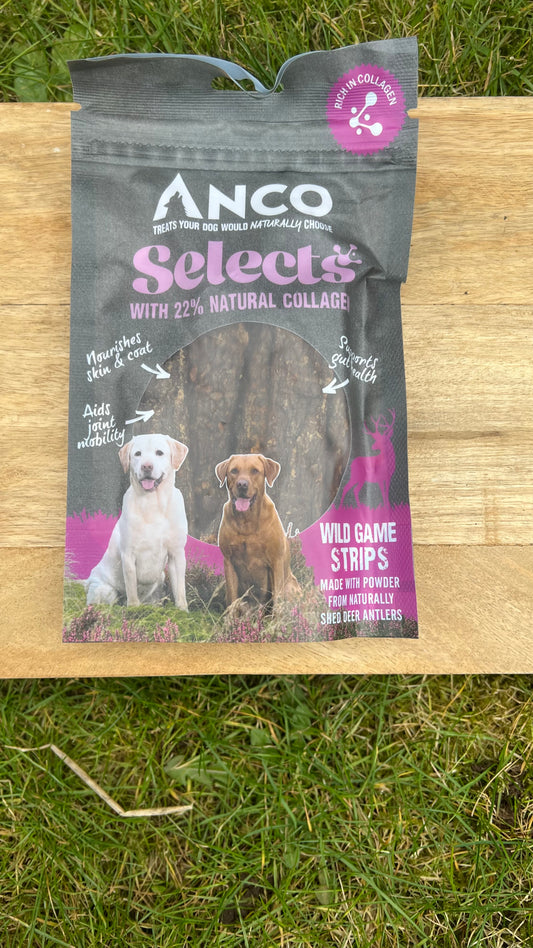 RICH IN COLLAGEN
ANCO
TREATS YOUR DOG WOULD NATURALLY CHOOSE
Selects
WITH 22% NATURAL COLLAGEN
Nourishes
skin & coat
Supports
gut health
Aids
joint
mobility
WILD GAME
STRIPS
MADE WITH POWDER
FROM NATURALLY
SHED DEER ANTLERS